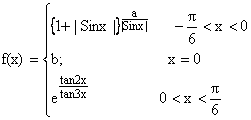 f(x) = { {1+ | Sinx |}^{a/|Sinx|} -π/6 < x < 0
b; x = 0
e^{tan2x/tan3x} 0 < x < π/6